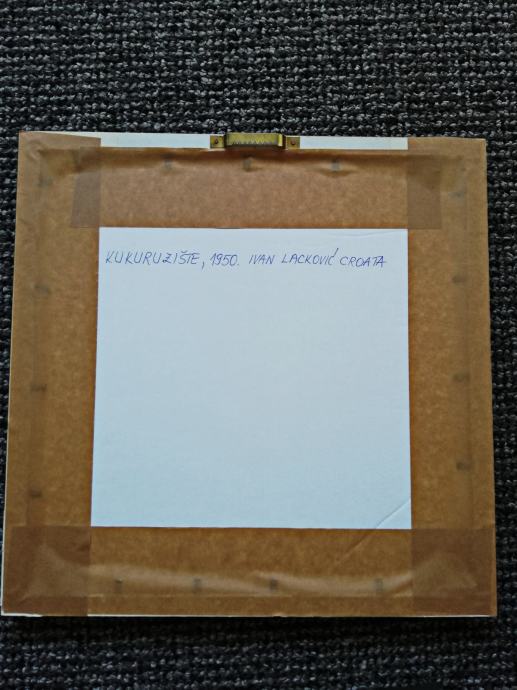 KUKURUZIŠTE, 1950. IVAN LACKOVIĆ CROATA